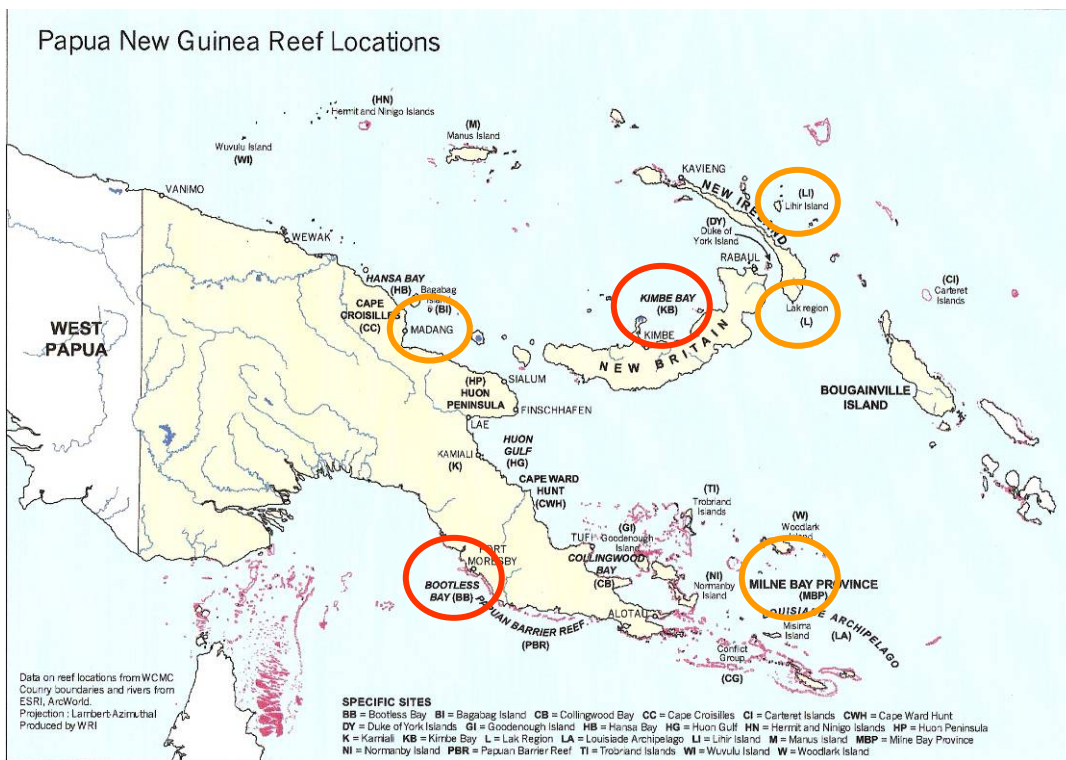 Papua New Guinea Reef Locations
(HN)
Hermit and Ninigo Islands
(M)
Manus Island
Wuvulu Island
(WI)
VANIMO
KAVIENG
NEW IRELAND
(LI)
Lihir Island
(DY)
Duke of
York Island
RABAUL
WEWAK
HANSA BAY
(HB)
Bagabag
(BI)
CAPE
CROISILLES
(CC)
MADANG
KIMBE BAY
(KB)
KIMBE
NEW BRITAIN
Lak region
(L)
(CI)
Carteret
Islands
WEST
PAPUA
(HP)
HUON
PENINSULA
SIALUM
FINSCHHAFEN
LAE
BOUGAINVILLE
ISLAND
KAMIALI
(K)
HUON
GULF
(HG)
CAPE WARD
HUNT
(CWH)
(TI)
Trobriand
Islands
(W)
Woodlark
Island
(GI)
Goodenough
Island
TUFI
COLLINGWOOD
BAY
(CB)
PORT
MORESBY
BOOTLESS
BAY (BB)
(NI)
Normanby
Island
MILNE BAY PROVINCE
(MBP)
PAPUAN BARRIER REEF
(PBR)
ALOTAU
LOUISIADE ARCHIPELAGO
(LA)
Misima
Island
Conflict
Group
(CG)
Data on reef locations from WCMC
Counry boundaries and rivers from
ESRI, ArcWorld.
Projection : Lambert-Azimuthal
Produced by WRI
SPECIFIC SITES
BB = Bootless Bay BI = Bagabag Island CB = Collingwood Bay CC = Cape Croisilles CI = Carteret Islands CWH = Cape Ward Hunt
DY = Duke of York Islands GI = Goodenough Island HB = Hansa Bay HG = Huon Gulf HN = Hermit and Ninigo Islands HP = Huon Peninsula
K = Kamiali KB = Kimbe Bay L = Lak Region LA = Louisiade Archipelago LI = Lihir Island M = Manus Island MBP = Milne Bay Province
NI = Normanby Island PBR = Papuan Barrier Reef TI = Trobriand Islands WI = Wuvulu Island W = Woodlark Island